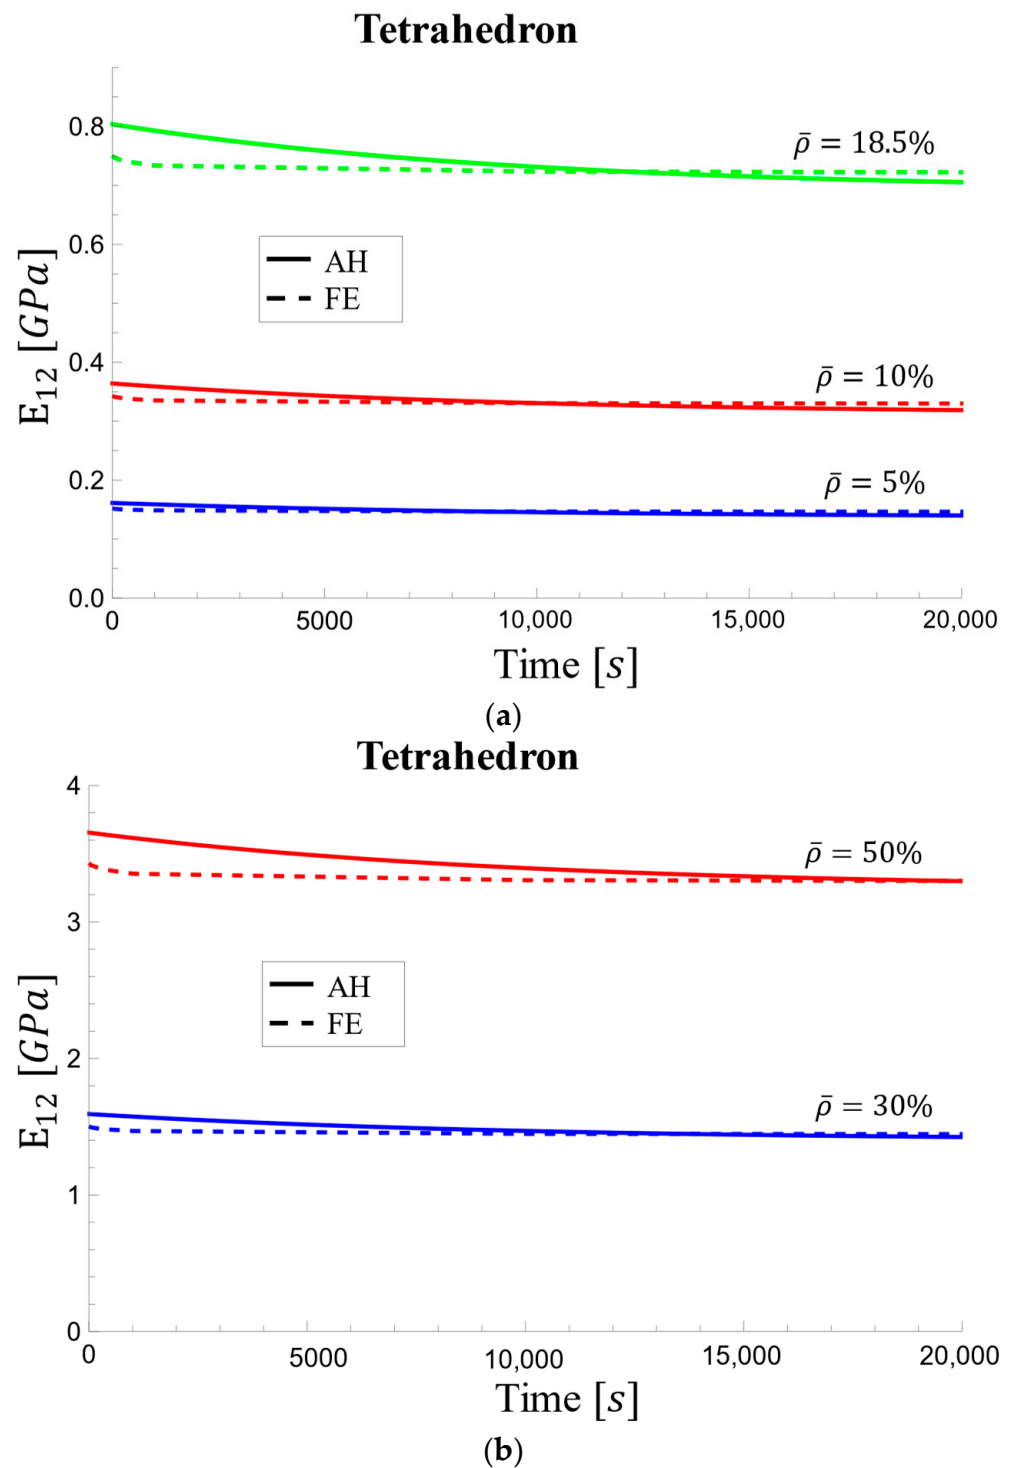 Tetrahedron
0.8
0.6
0.4
0.2
0.0
E₁₂ [GPa]
ρ̄ = 18.5%
AH
FE
ρ̄ = 10%
ρ̄ = 5%
0 5000 10,000 15,000 20,000
Time [s]
(a)
Tetrahedron
4
3
2
1
0
E₁₂ [GPa]
ρ̄ = 50%
AH
FE
ρ̄ = 30%
0 5000 10,000 15,000 20,000
Time [s]
(b)